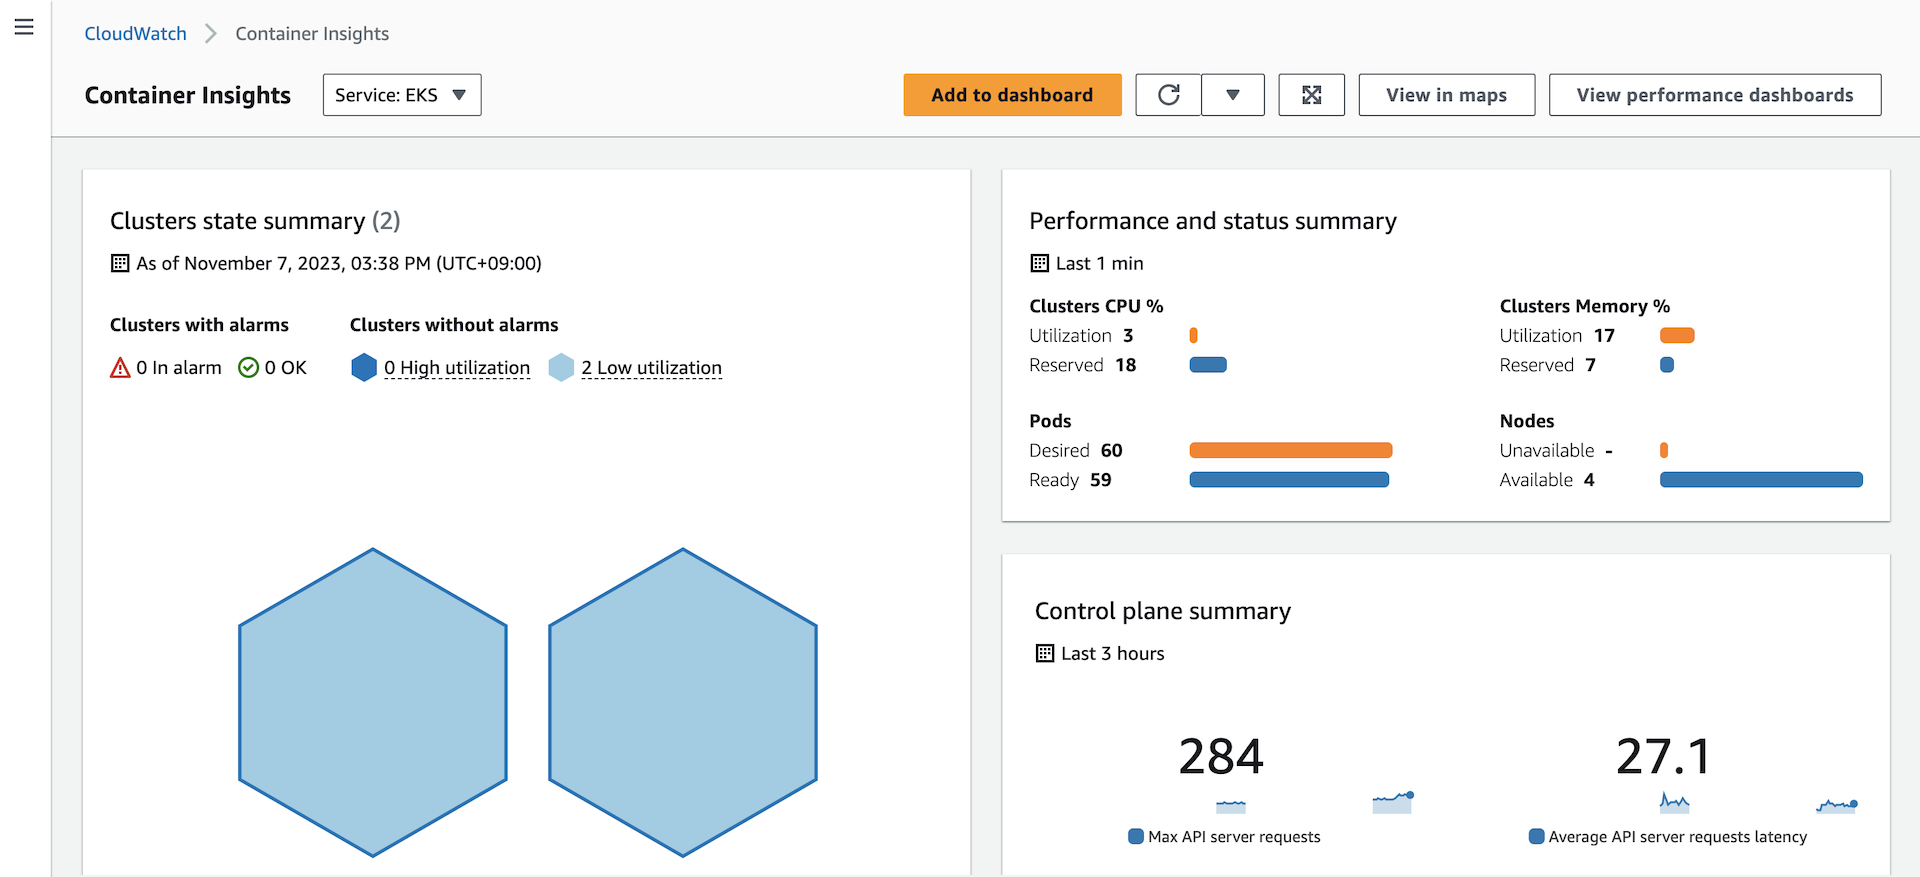 CloudWatch
Container Insights
Container Insights
Service: EKS
Add to dashboard
View in maps
View performance dashboards
Clusters state summary (2)
As of November 7, 2023, 03:38 PM (UTC+09:00)
Clusters with alarms
Clusters without alarms
0 In alarm
0 OK
0 High utilization
2 Low utilization
Performance and status summary
Last 1 min
Clusters CPU %
Utilization 3
Reserved 18
Clusters Memory %
Utilization 17
Reserved 7
Pods
Desired 60
Ready 59
Nodes
Unavailable -
Available 4
Control plane summary
Last 3 hours
284
Max API server requests
27.1
Average API server requests latency